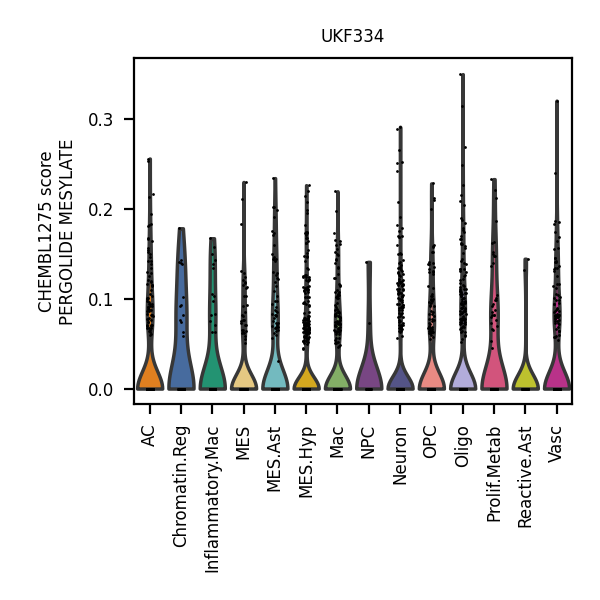 UKF334
CHEMBL1275 score
PERGOLIDE MESYLATE
0.3
0.2
0.1
0.0
AC
Chromatin.Reg
Inflammatory.Mac
MES
MES.Ast
MES.Hyp
Mac
NPC
Neuron
OPC
Oligo
Prolif.Metab
Reactive.Ast
Vasc